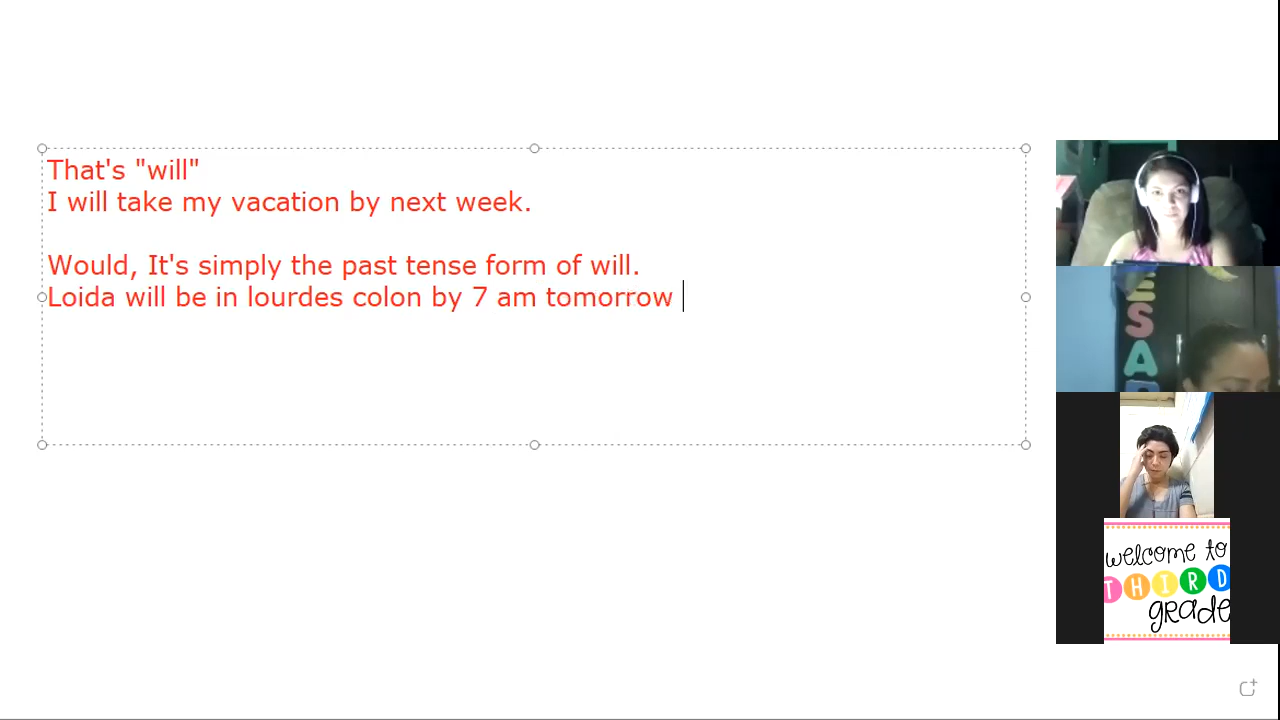 That's "will"
I will take my vacation by next week.
Would, It's simply the past tense form of will.
Loida will be in lourdes colon by 7 am tomorrow
ESA
welcome to
THIRD
grade